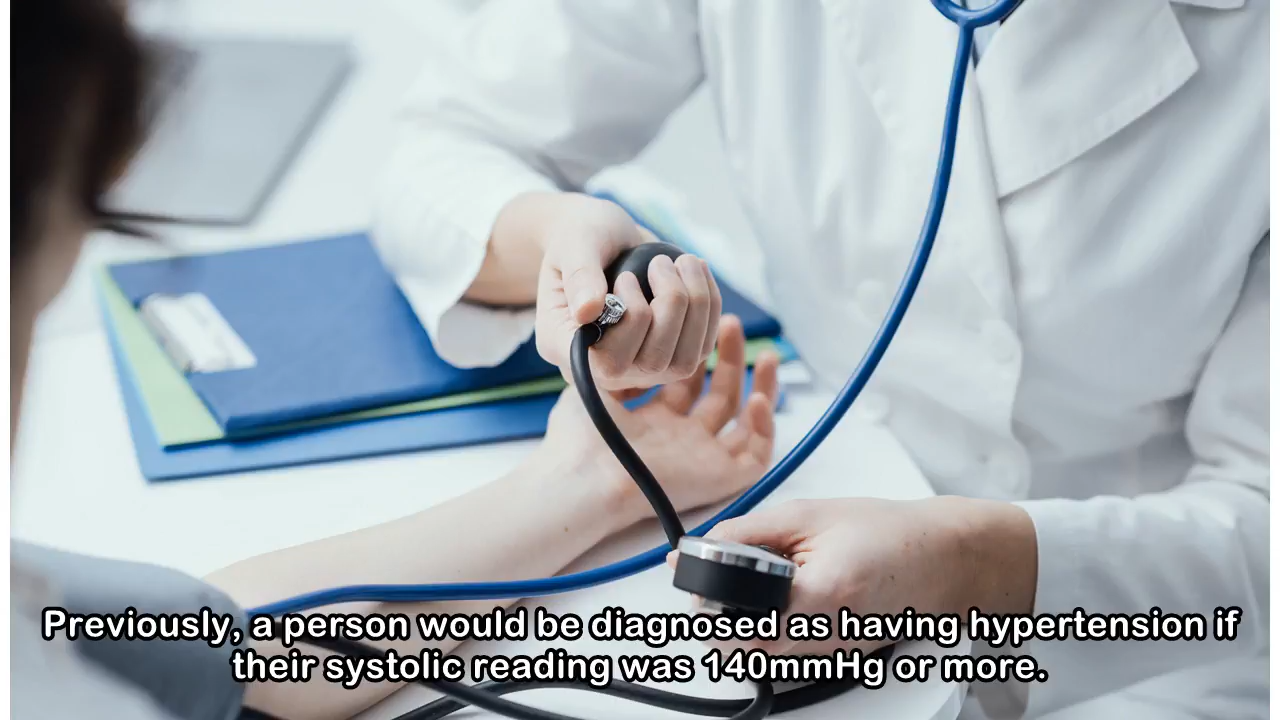 Previously, a person would be diagnosed as having hypertension if
their systolic reading was 140mmHg or more.